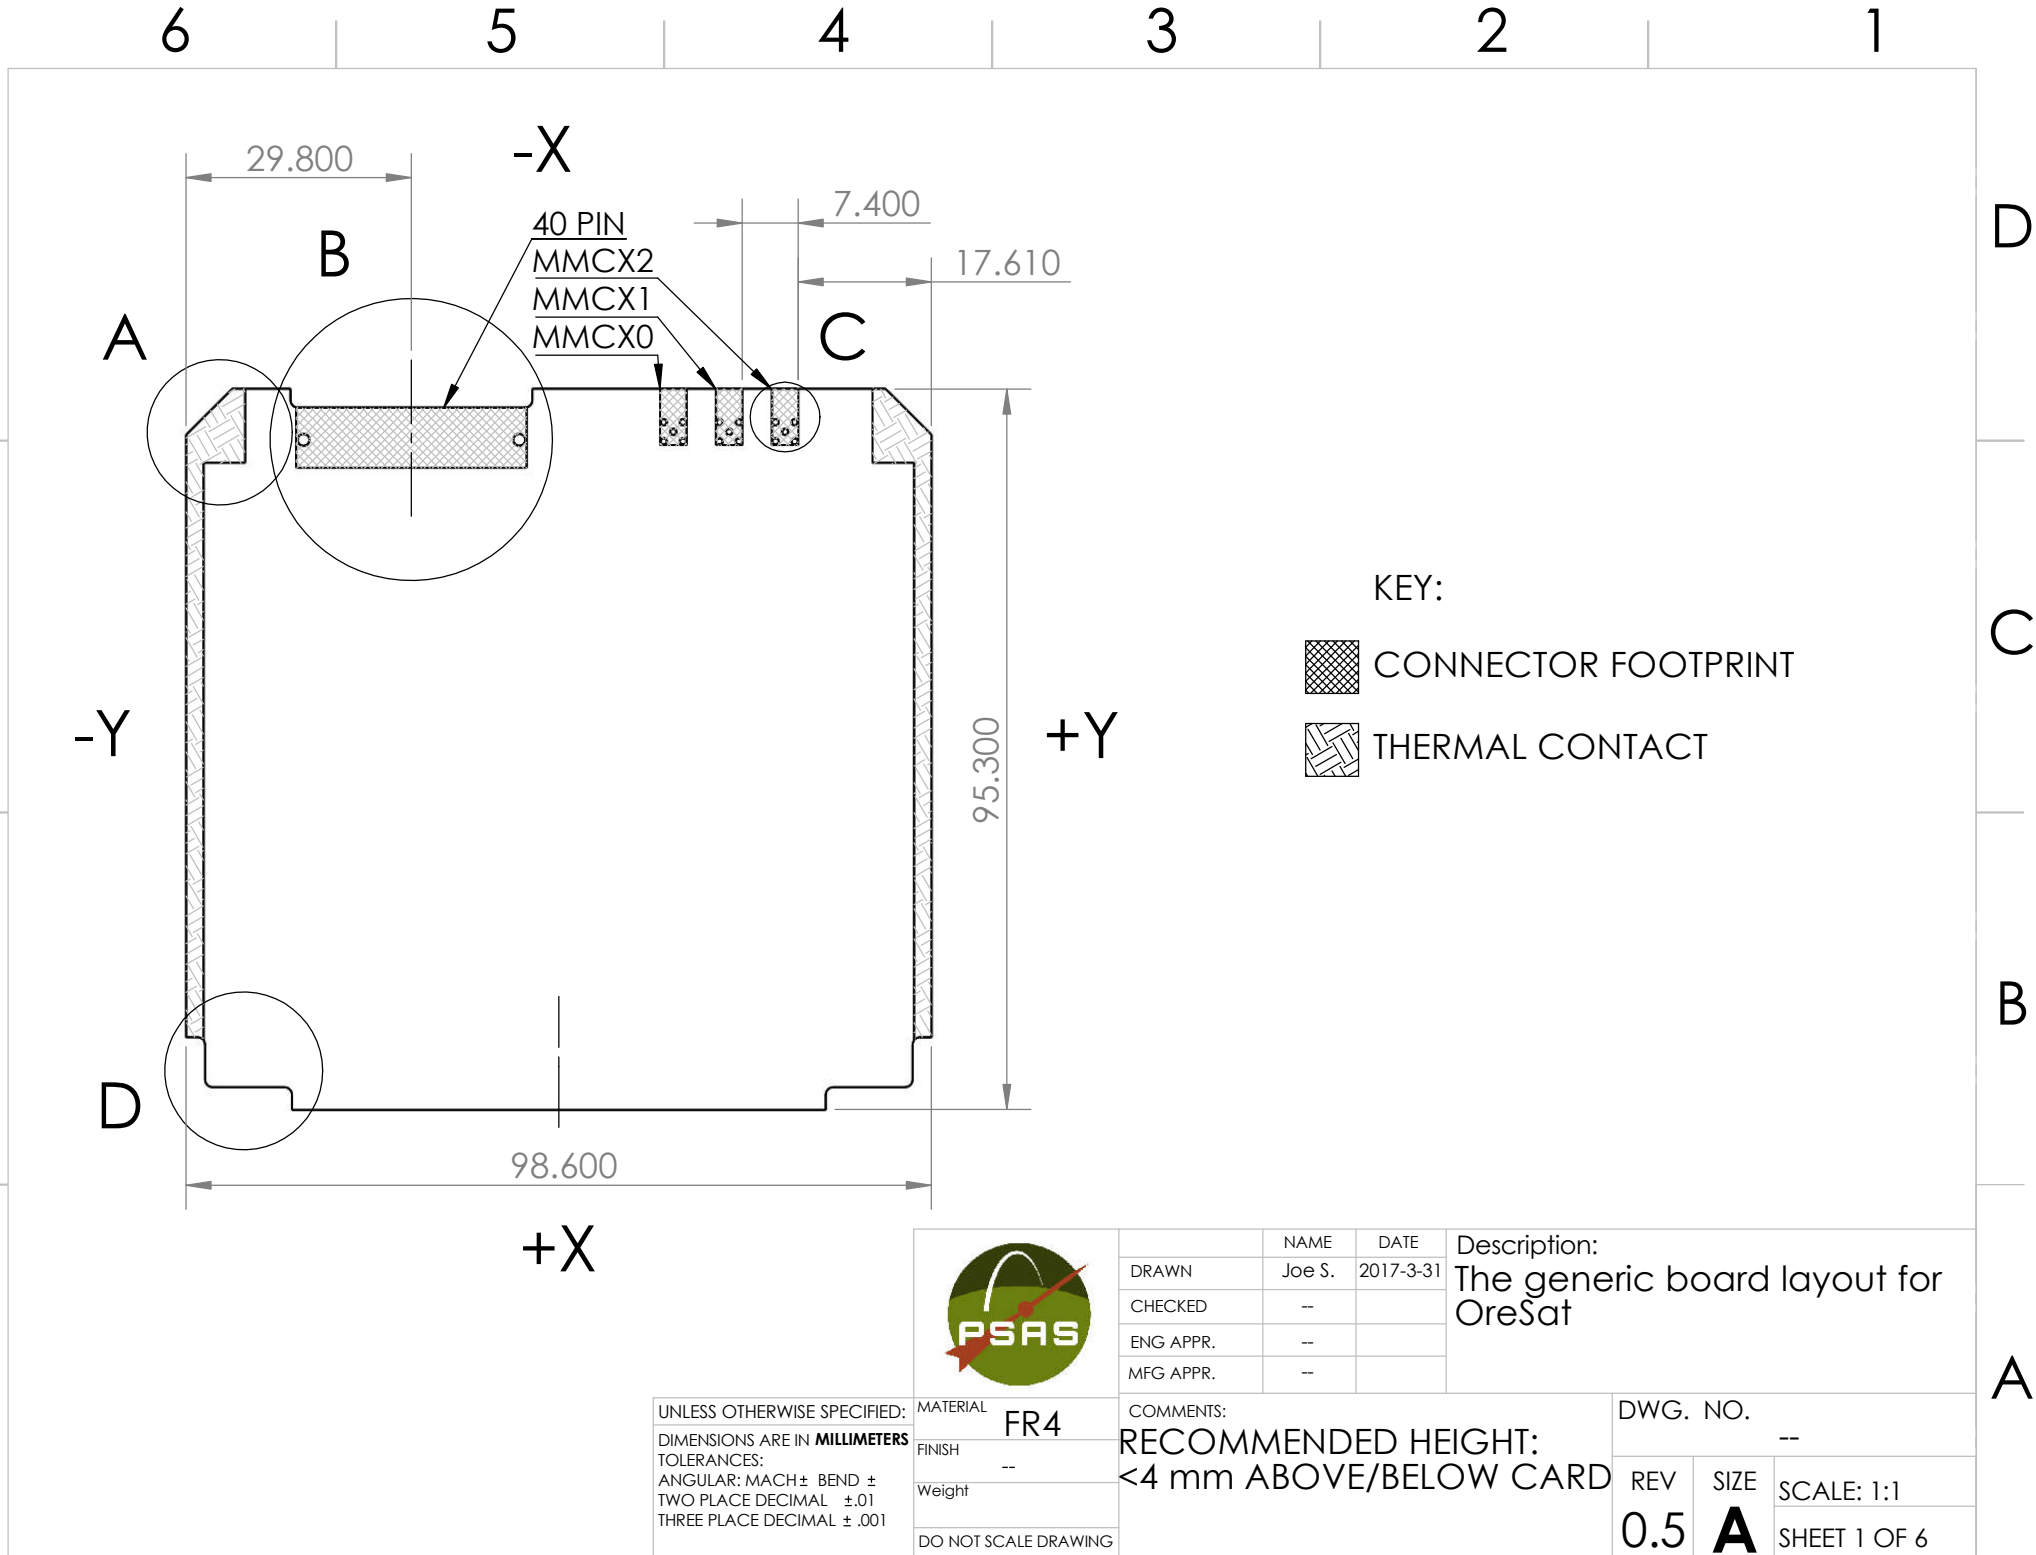 6 5 4 3 2 1
-X
29.800
7.400
40 PIN
B
MMCX2
17.610
MMCX1
A
MMCX0
C
D
KEY:
CONNECTOR FOOTPRINT
C
THERMAL CONTACT
-Y
+Y
95.300
B
D
98.600
+X
PSAS
NAME DATE
DRAWN Joe S. 2017-3-31
CHECKED --
ENG APPR. --
MFG APPR. --
Description:
The generic board layout for
OreSat
A
UNLESS OTHERWISE SPECIFIED:
DIMENSIONS ARE IN MILLIMETERS
TOLERANCES:
ANGULAR: MACH± BEND ±
TWO PLACE DECIMAL ±.01
THREE PLACE DECIMAL ± .001
MATERIAL
FR4
FINISH
--
Weight
DO NOT SCALE DRAWING
COMMENTS:
RECOMMENDED HEIGHT:
<4 mm ABOVE/BELOW CARD
DWG. NO.
--
REV
0.5
SIZE
A
SCALE: 1:1
SHEET 1 OF 6